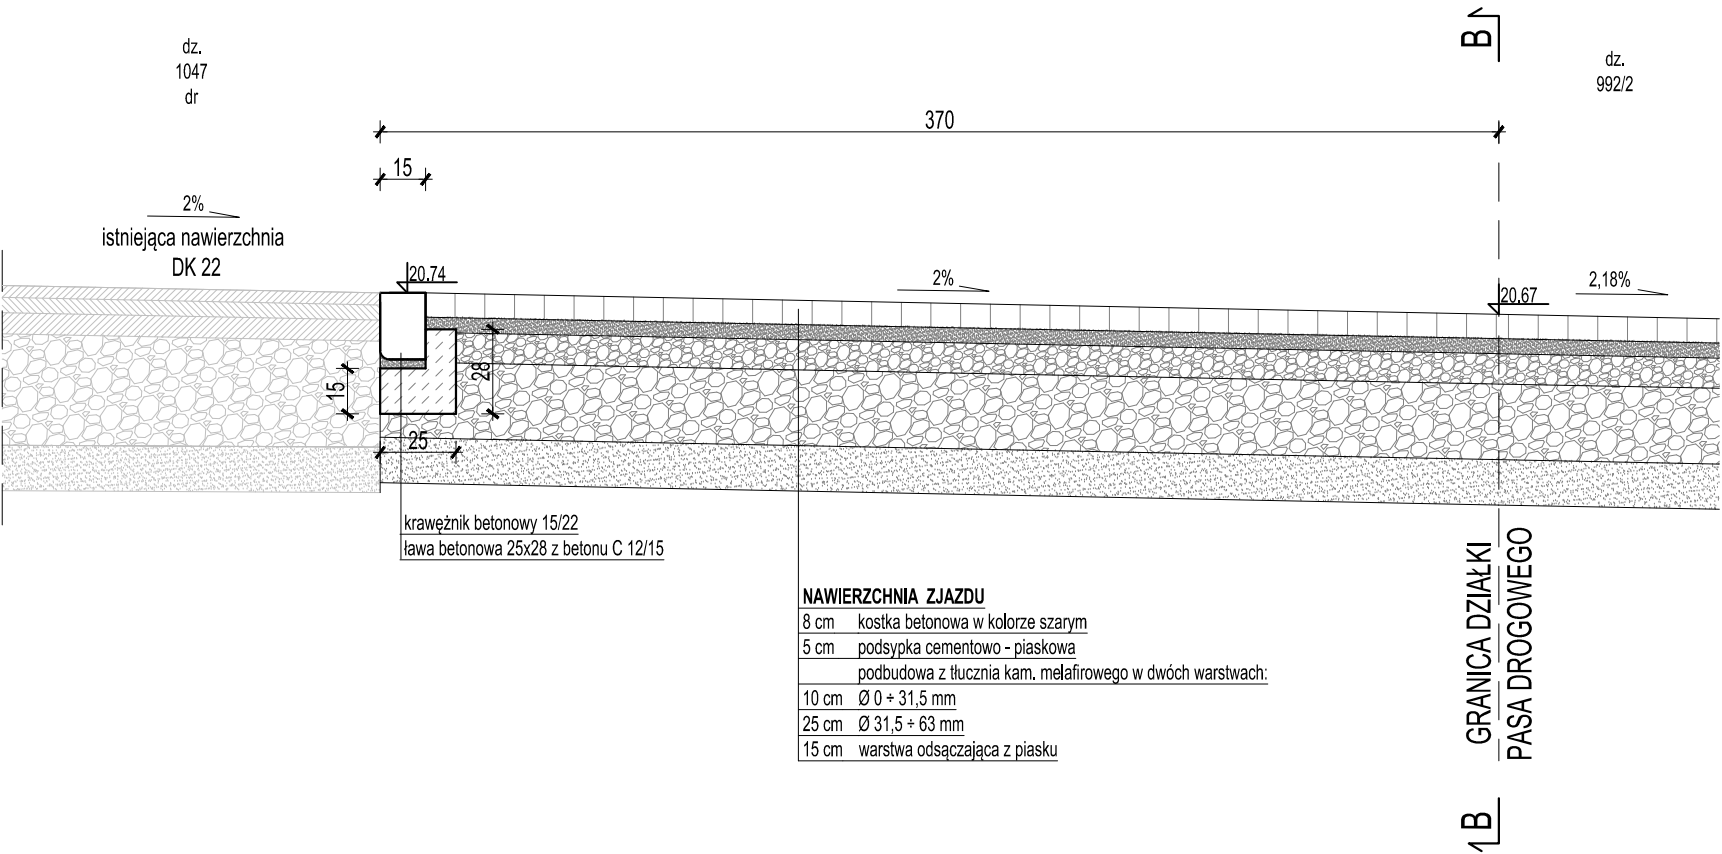 B
dz.
1047
dr
dz.
992/2
370
15
2%
istniejąca nawierzchnia
DK 22
20.74
2%
20.67
2,18%
15
28
25
krawężnik betonowy 15/22
ława betonowa 25x28 z betonu C 12/15
NAWIERZCHNIA ZJAZDU
8 cm kostka betonowa w kolorze szarym
5 cm podsypka cementowo - piaskowa
podbudowa z tłucznia kam. melafirowego w dwóch warstwach:
10 cm Ø 0 ÷ 31,5 mm
25 cm Ø 31,5 ÷ 63 mm
15 cm warstwa odsączająca z piasku
GRANICA DZIAŁKI
PASA DROGOWEGO
B